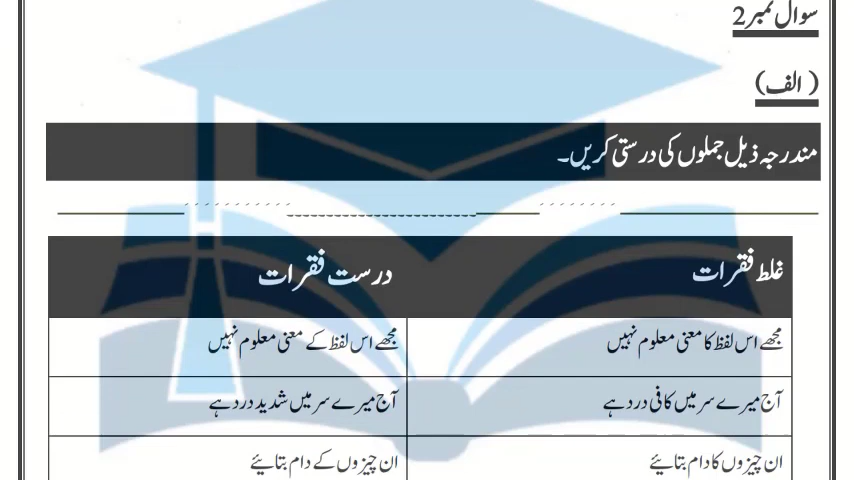 سوال نمبر 2
( الف )
مندرجہ ذیل جملوں کی درستی کریں۔
غلط فقرات	درست فقرات
مجھے اس لفظ کا معنی معلوم نہیں	مجھے اس لفظ کے معنی معلوم نہیں
آج میرے سر میں کافی درد ہے	آج میرے سر میں شدید درد ہے
ان چیزوں کا دام بتایئے	ان چیزوں کے دام بتایئے